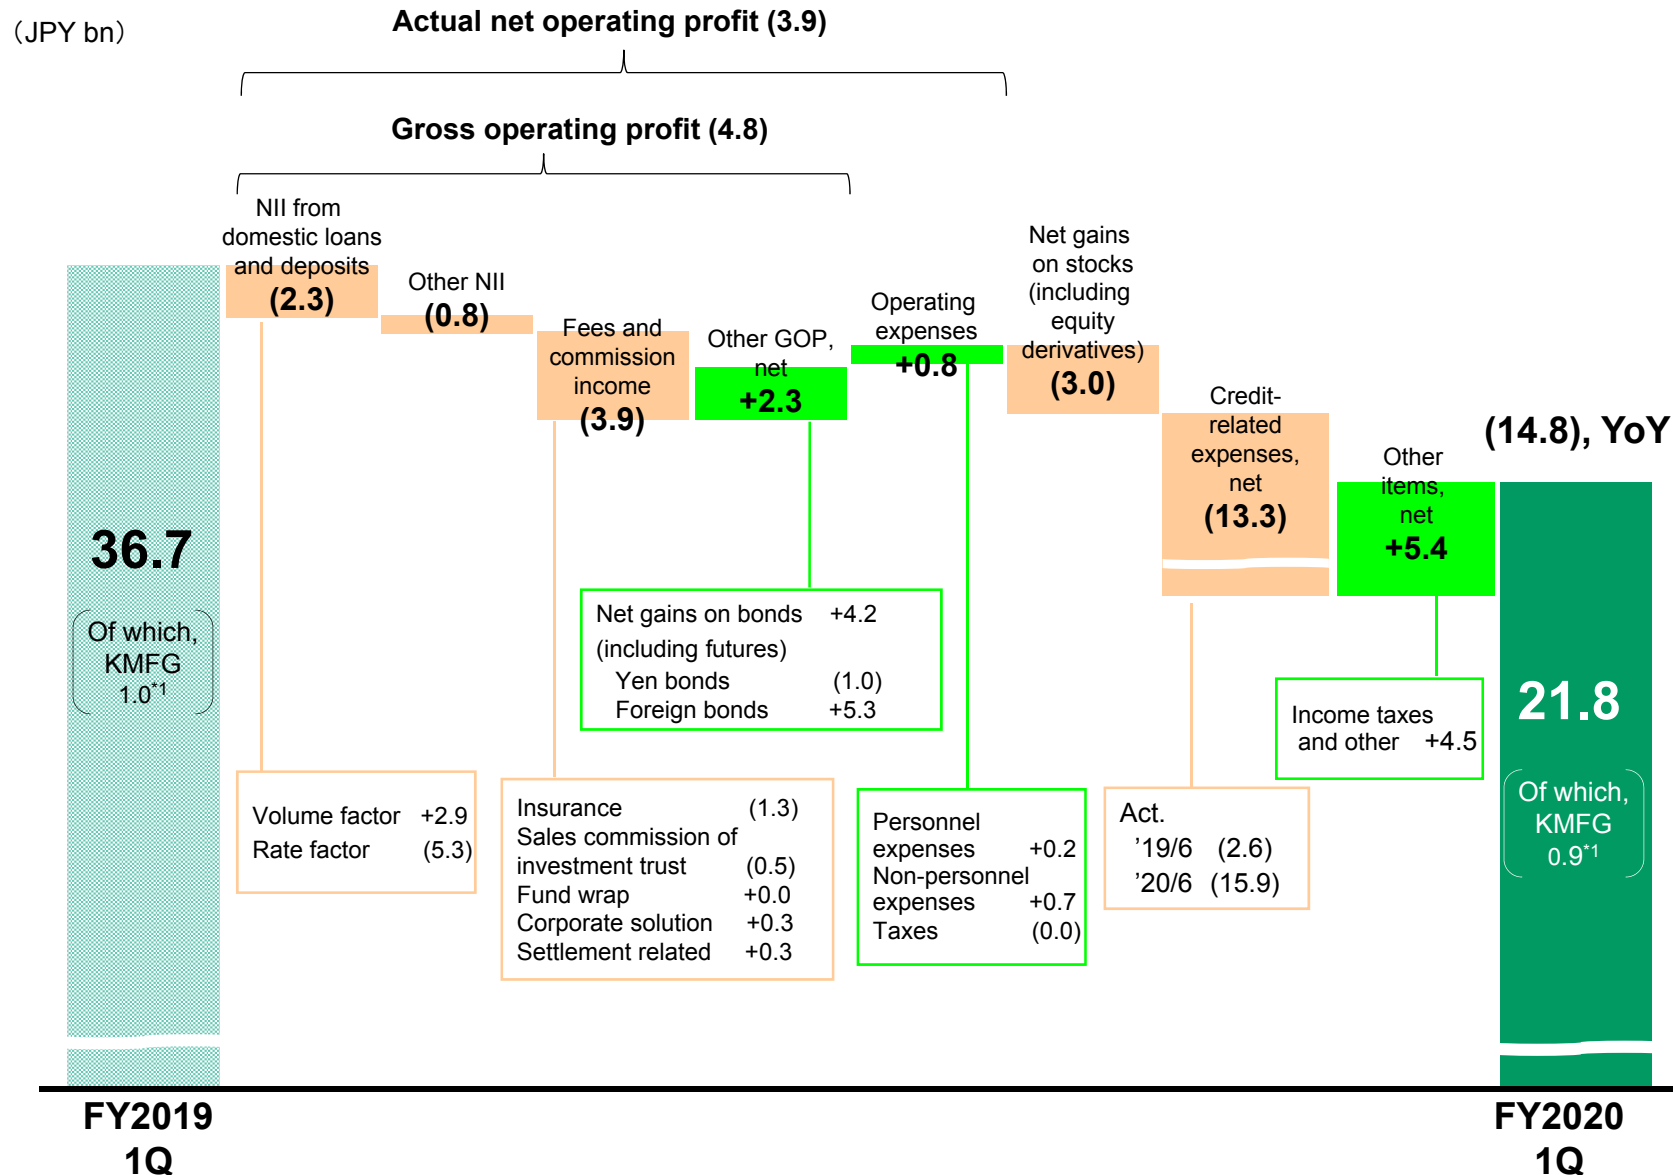 （JPY bn）
Actual net operating profit (3.9)
Gross operating profit (4.8)
NII from
domestic loans
and deposits
(2.3)
Other NII
(0.8)
Fees and
commission
income
(3.9)
Other GOP,
net
+2.3
Operating
expenses
+0.8
Net gains
on stocks
(including
equity
derivatives)
(3.0)
Credit-
related
expenses,
net
(13.3)
Other
items,
net
+5.4
(14.8), YoY
36.7
Of which,
KMFG
1.0*1
21.8
Of which,
KMFG
0.9*1
Net gains on bonds +4.2
(including futures)
Yen bonds (1.0)
Foreign bonds +5.3
Income taxes
and other +4.5
Volume factor +2.9
Rate factor (5.3)
Insurance (1.3)
Sales commission of
investment trust (0.5)
Fund wrap +0.0
Corporate solution +0.3
Settlement related +0.3
Personnel
expenses +0.2
Non-personnel
expenses +0.7
Taxes (0.0)
Act.
’19/6 (2.6)
’20/6 (15.9)
FY2019
1Q
FY2020
1Q